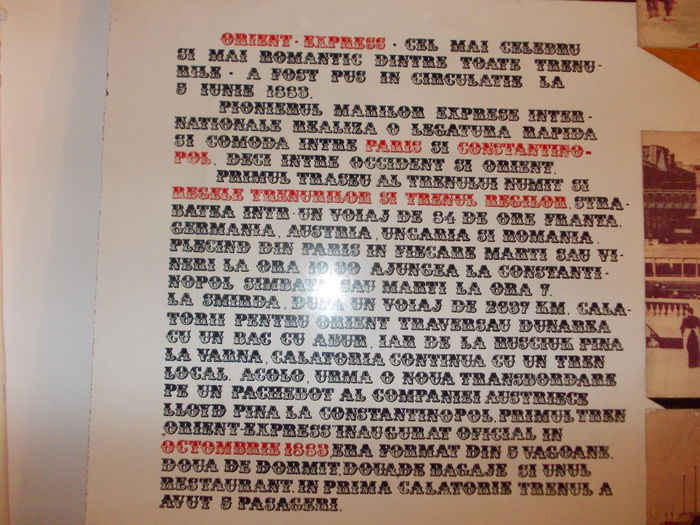 ORIENT-EXPRESS - CEL MAI CELEBRU
SI MAI ROMANTIC DINTRE TOATE TRENU-
RILE - A FOST PUS IN CIRCULATIE LA
5 IUNIE 1883.
PIONIERUL MARILOR EXPRESE INTER-
NATIONALE REALIZA O LEGATURA RAPIDA
SI COMODA INTRE PARIS SI CONSTANTINO-
POL, DECI INTRE OCCIDENT SI ORIENT.
PRIMUL TRASEU AL TRENULUI NUMIT SI
REGELE TRENURILOR SI TRENUL REGILOR, STRA-
BATEA INTR-UN VOIAJ DE 84 DE ORE FRANTA,
GERMANIA, AUSTRIA, UNGARIA SI ROMANIA.
PLECIND DIN PARIS IN FIECARE MARTI SAU VI-
NERI LA ORA 19,30 AJUNGEA LA CONSTANTI-
NOPOL SIMBATA SAU MARTI LA ORA 7.
LA SMIRDA, DUPA UN VOIAJ DE 2637 KM, CALA-
TORII PENTRU ORIENT TRAVERSAU DUNAREA
CU UN BAC CU ABUR, IAR DE LA RUSCIUK PINA
LA VARNA, CALATORIA CONTINUA CU UN TREN
LOCAL. ACOLO, URMA O NOUA TRANSBORDARE
PE UN PACHEBOT AL COMPANIEI AUSTRIECE
LLOYD PINA LA CONSTANTINOPOL. PRIMUL TREN
ORIENT-EXPRESS INAUGURAT OFICIAL IN
OCTOMBRIE 1883, ERA FORMAT DIN 5 VAGOANE,
DOUA DE DORMIT, DOUA DE BAGAJE SI UNUL
RESTAURANT. IN PRIMA CALATORIE TRENUL A
AVUT 5 PASAGERI.